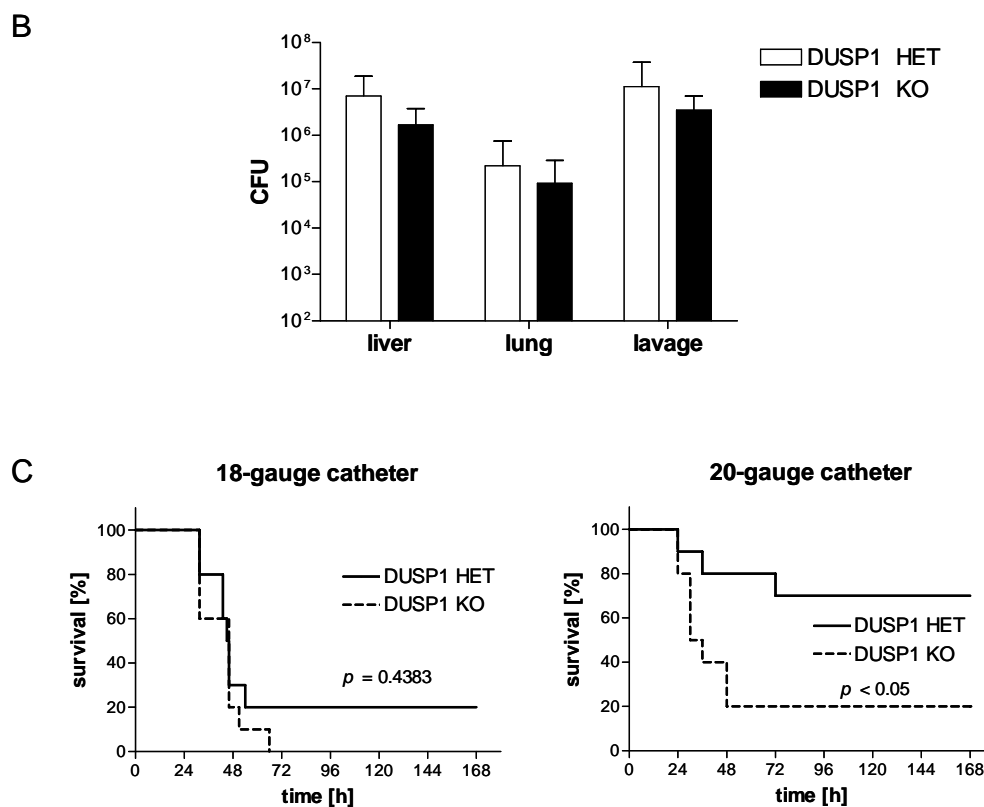 B
10⁸
10⁷
10⁶
10⁵
10⁴
10³
10²
CFU
DUSP1 HET
DUSP1 KO
liver lung lavage
C
18-gauge catheter
100
80
60
40
20
0
survival [%]
DUSP1 HET
DUSP1 KO
p = 0.4383
0 24 48 72 96 120 144 168
time [h]
20-gauge catheter
100
80
60
40
20
0
survival [%]
DUSP1 HET
DUSP1 KO
p < 0.05
0 24 48 72 96 120 144 168
time [h]